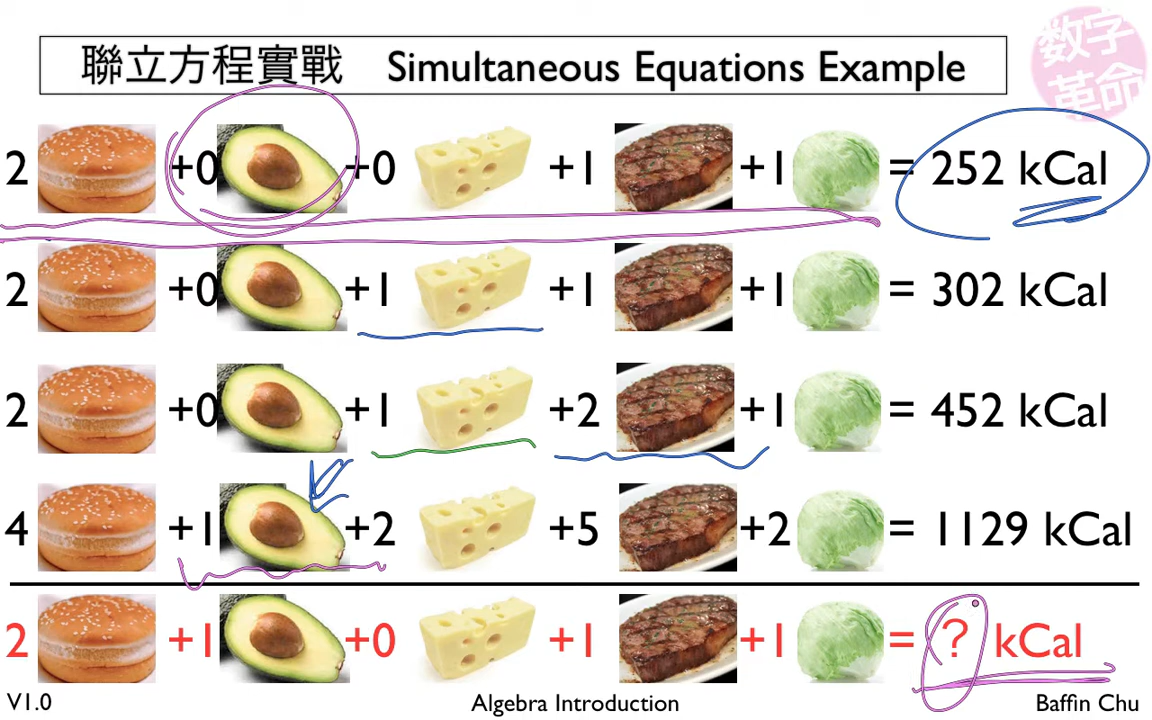 数字
革命
聯立方程實戰 Simultaneous Equations Example
2 +0 +0 +1 +1 = 252 kCal
2 +0 +1 +1 +1 = 302 kCal
2 +0 +1 +2 +1 = 452 kCal
4 +1 +2 +5 +2 = 1129 kCal
2 +1 +0 +1 +1 = ? kCal
V1.0 Algebra Introduction Baffin Chu